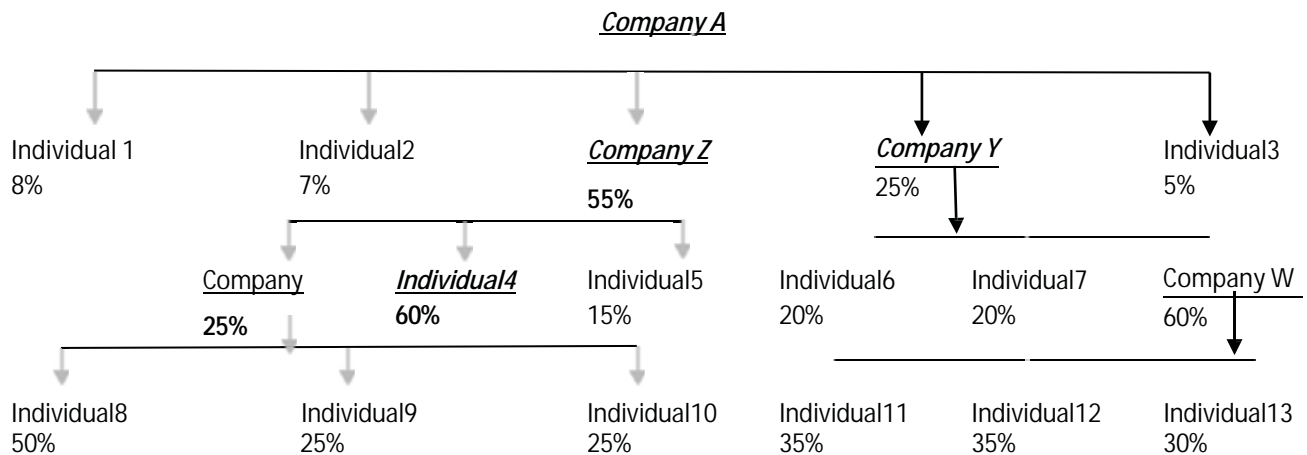 Company A
Individual 1 Individual2 Company Z Company Y Individual3
8% 7% 55% 25% 5%
Company Individual4 Individual5 Individual6 Individual7 Company W
25% 60% 15% 20% 20% 60%
Individual8 Individual9 Individual10 Individual11 Individual12 Individual13
50% 25% 25% 35% 35% 30%